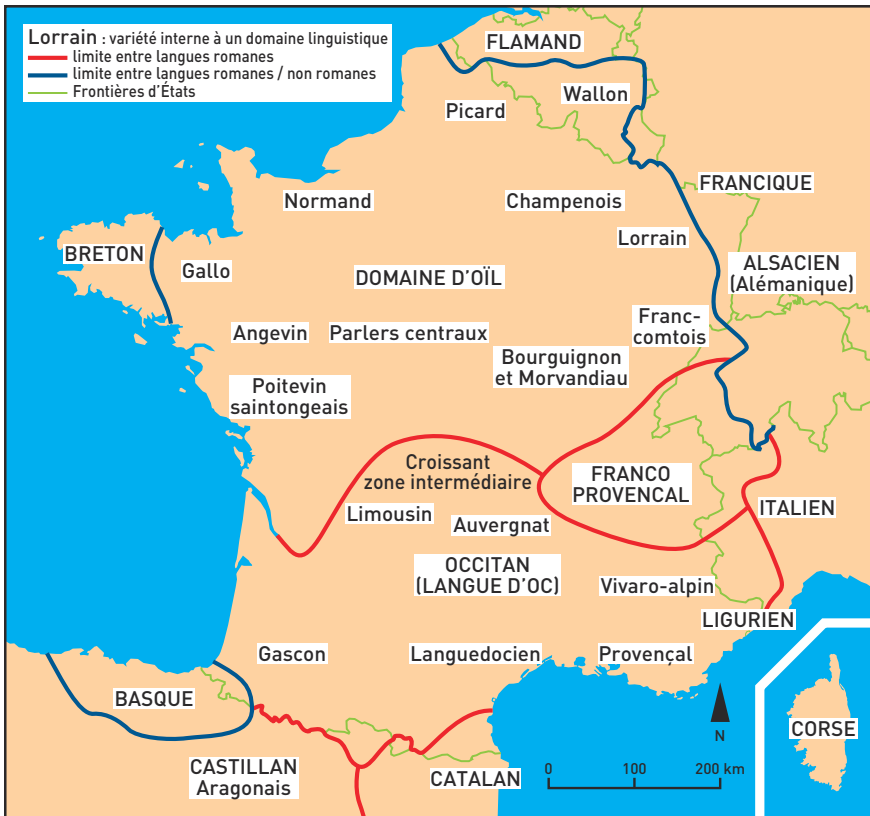 Lorrain : variété interne à un domaine linguistique
limite entre langues romanes
limite entre langues romanes / non romanes
Frontières d'États
FLAMAND
Wallon
Picard
FRANCIQUE
Normand
Champenois
Lorrain
BRETON
Gallo
DOMAINE D'OÏL
ALSACIEN
(Alémanique)
Angevin
Parlers centraux
Franc-
comtois
Bourguignon
et Morvandiau
Poitevin
saintongeais
Croissant
zone intermédiaire
FRANCO
PROVENCAL
ITALIEN
Limousin
Auvergnat
OCCITAN
(LANGUE D'OC)
Vivaro-alpin
LIGURIEN
Gascon
Languedocien
Provençal
BASQUE
N
CORSE
CASTILLAN
Aragonais
CATALAN
0 100 200 km